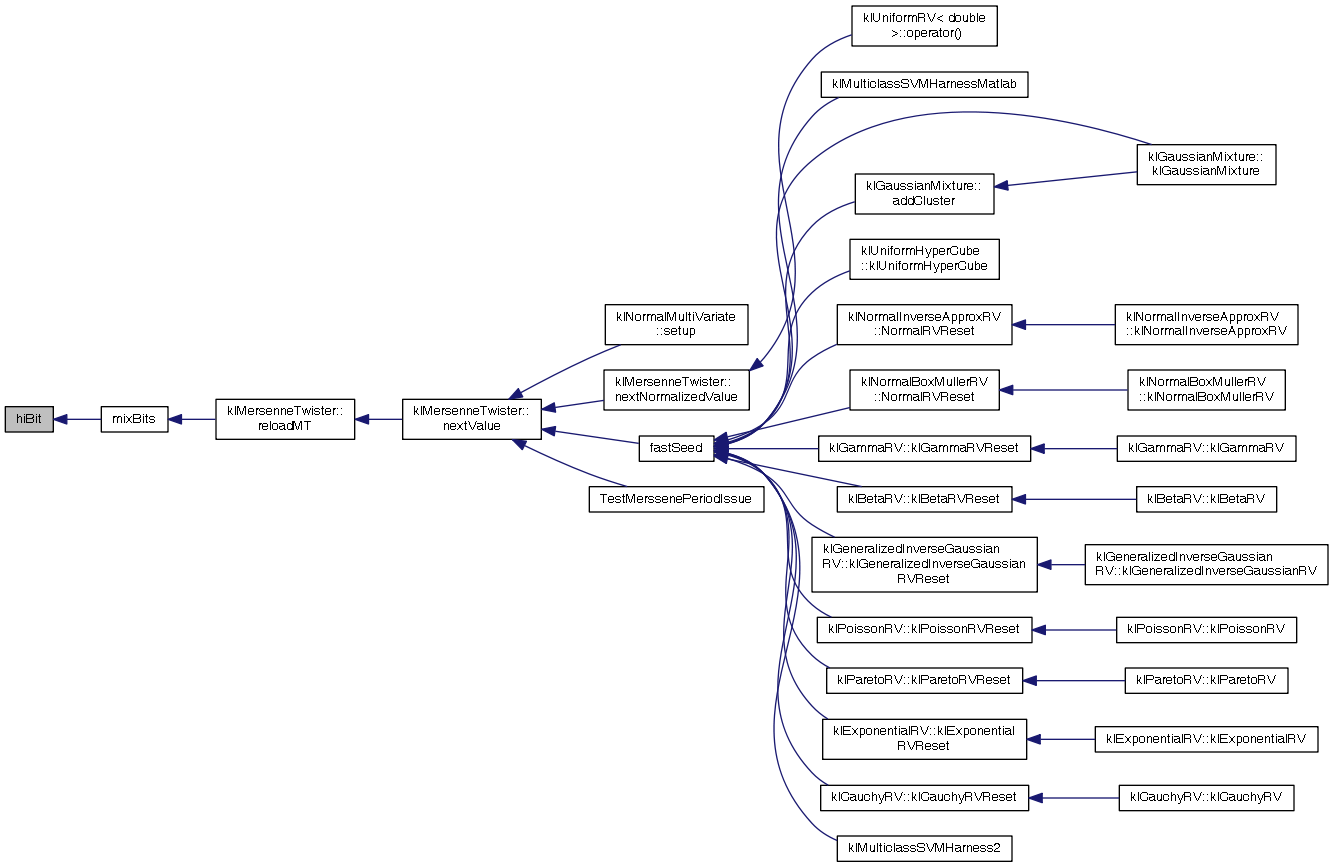 klUniformRV< double
>::operator()
klMulticlassSVMHarnessMatlab
klGaussianMixture::
klGaussianMixture
klGaussianMixture::
addCluster
klUniformHyperCube
::klUniformHyperCube
klNormalMultiVariate
::setup
klNormalInverseApproxRV
::NormalRVReset
klNormalInverseApproxRV
::klNormalInverseApproxRV
klMersenneTwister::
nextNormalizedValue
klNormalBoxMullerRV
::NormalRVReset
klNormalBoxMullerRV
::klNormalBoxMullerRV
hiBit
mixBits
klMersenneTwister::
reloadMT
klMersenneTwister::
nextValue
fastSeed
klGammaRV::klGammaRVReset
klGammaRV::klGammaRV
TestMerssenePeriodIssue
klBetaRV::klBetaRVReset
klBetaRV::klBetaRV
klGeneralizedInverseGaussian
RV::klGeneralizedInverseGaussian
RVReset
klGeneralizedInverseGaussian
RV::klGeneralizedInverseGaussianRV
klPoissonRV::klPoissonRVReset
klPoissonRV::klPoissonRV
klParetoRV::klParetoRVReset
klParetoRV::klParetoRV
klExponentialRV::klExponential
RVReset
klExponentialRV::klExponentialRV
klCauchyRV::klCauchyRVReset
klCauchyRV::klCauchyRV
klMulticlassSVMHarness2